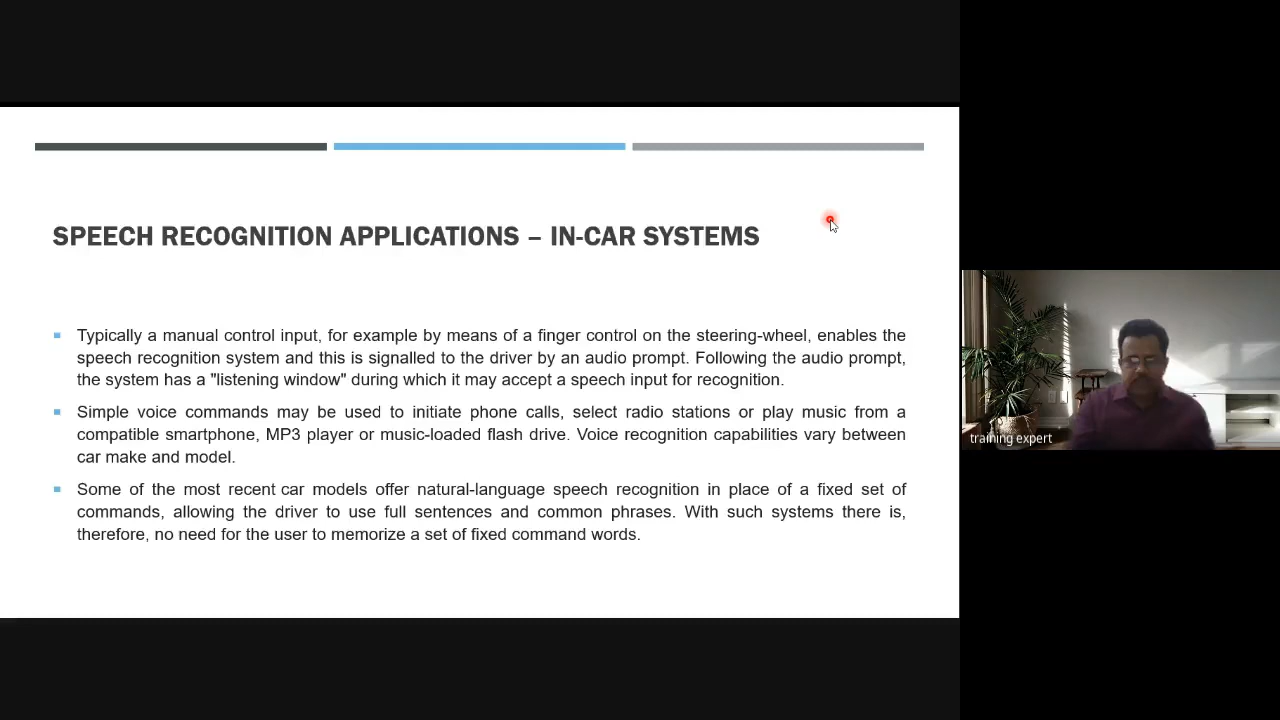 SPEECH RECOGNITION APPLICATIONS – IN-CAR SYSTEMS
Typically a manual control input, for example by means of a finger control on the steering-wheel, enables the
speech recognition system and this is signalled to the driver by an audio prompt. Following the audio prompt,
the system has a "listening window" during which it may accept a speech input for recognition.
Simple voice commands may be used to initiate phone calls, select radio stations or play music from a
compatible smartphone, MP3 player or music-loaded flash drive. Voice recognition capabilities vary between
car make and model.
Some of the most recent car models offer natural-language speech recognition in place of a fixed set of
commands, allowing the driver to use full sentences and common phrases. With such systems there is,
therefore, no need for the user to memorize a set of fixed command words.
training expert